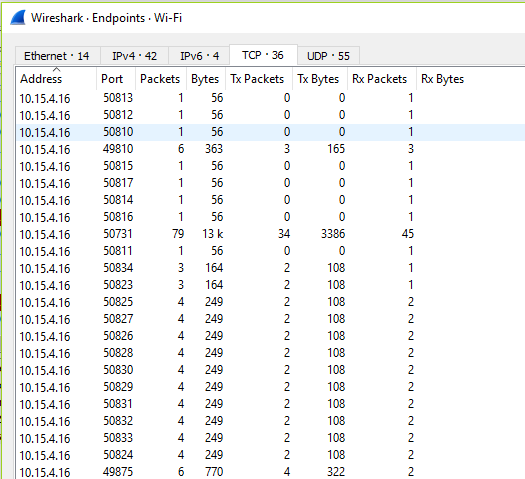 Wireshark · Endpoints · Wi-Fi
Ethernet · 14 IPv4 · 42 IPv6 · 4 TCP · 36 UDP · 55
Address Port Packets Bytes Tx Packets Tx Bytes Rx Packets Rx Bytes
10.15.4.16 50813 1 56 0 0 1
10.15.4.16 50812 1 56 0 0 1
10.15.4.16 50810 1 56 0 0 1
10.15.4.16 49810 6 363 3 165 3
10.15.4.16 50815 1 56 0 0 1
10.15.4.16 50817 1 56 0 0 1
10.15.4.16 50814 1 56 0 0 1
10.15.4.16 50816 1 56 0 0 1
10.15.4.16 50731 79 13 k 34 3386 45
10.15.4.16 50811 1 56 0 0 1
10.15.4.16 50834 3 164 2 108 1
10.15.4.16 50823 3 164 2 108 1
10.15.4.16 50825 4 249 2 108 2
10.15.4.16 50827 4 249 2 108 2
10.15.4.16 50826 4 249 2 108 2
10.15.4.16 50828 4 249 2 108 2
10.15.4.16 50830 4 249 2 108 2
10.15.4.16 50829 4 249 2 108 2
10.15.4.16 50831 4 249 2 108 2
10.15.4.16 50832 4 249 2 108 2
10.15.4.16 50833 4 249 2 108 2
10.15.4.16 50824 4 249 2 108 2
10.15.4.16 49875 6 770 4 322 2